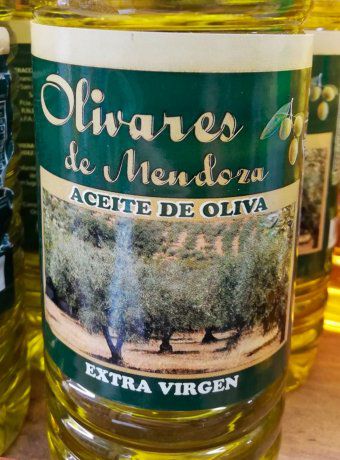 Olivares
de Mendoza
ACEITE DE OLIVA
EXTRA VIRGEN